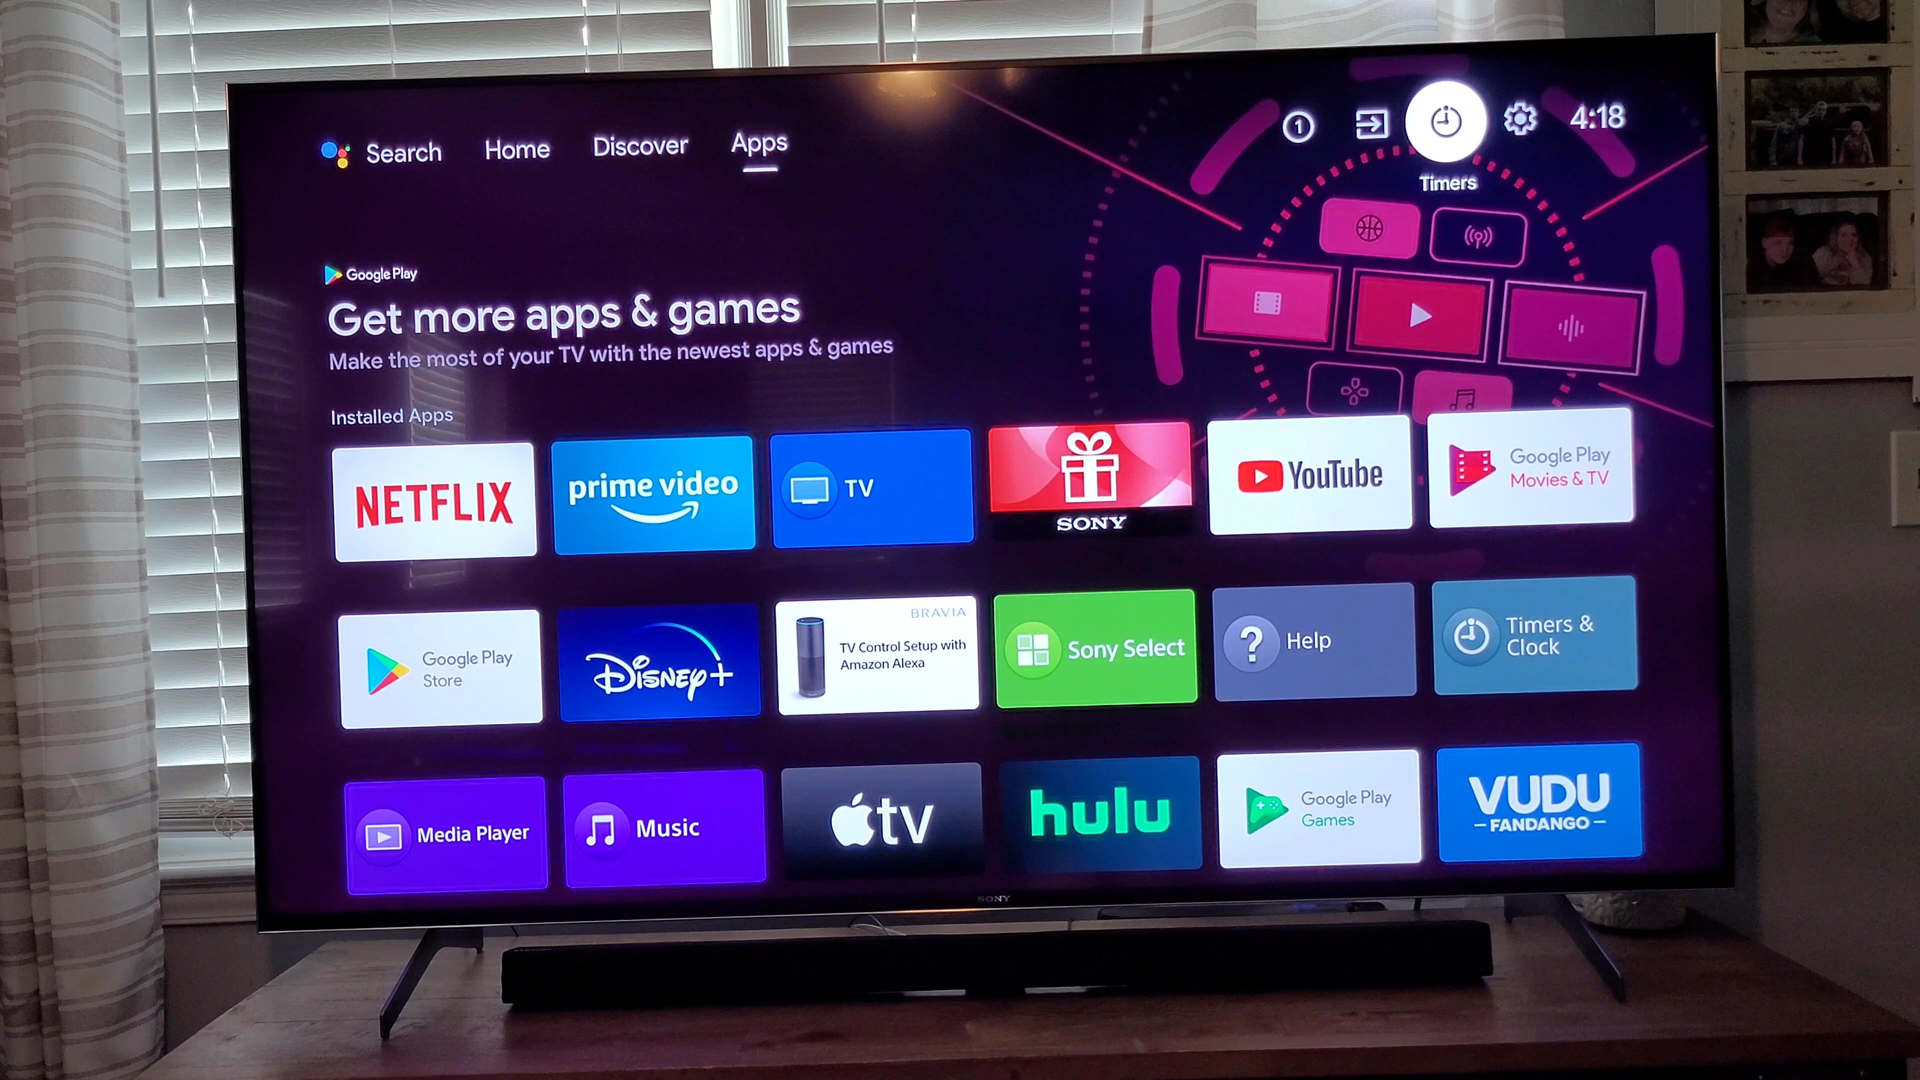 Search Home Discover Apps
1
4:18
Timers
Google Play
Get more apps & games
Make the most of your TV with the newest apps & games
Installed Apps
NETFLIX
prime video
TV
SONY
YouTube
Google Play
Movies & TV
Google Play
Store
Disney+
BRAVIA
TV Control Setup with
Amazon Alexa
Sony Select
?
Help
Timers &
Clock
Media Player
Music
tv
hulu
Google Play
Games
VUDU
FANDANGO
SONY